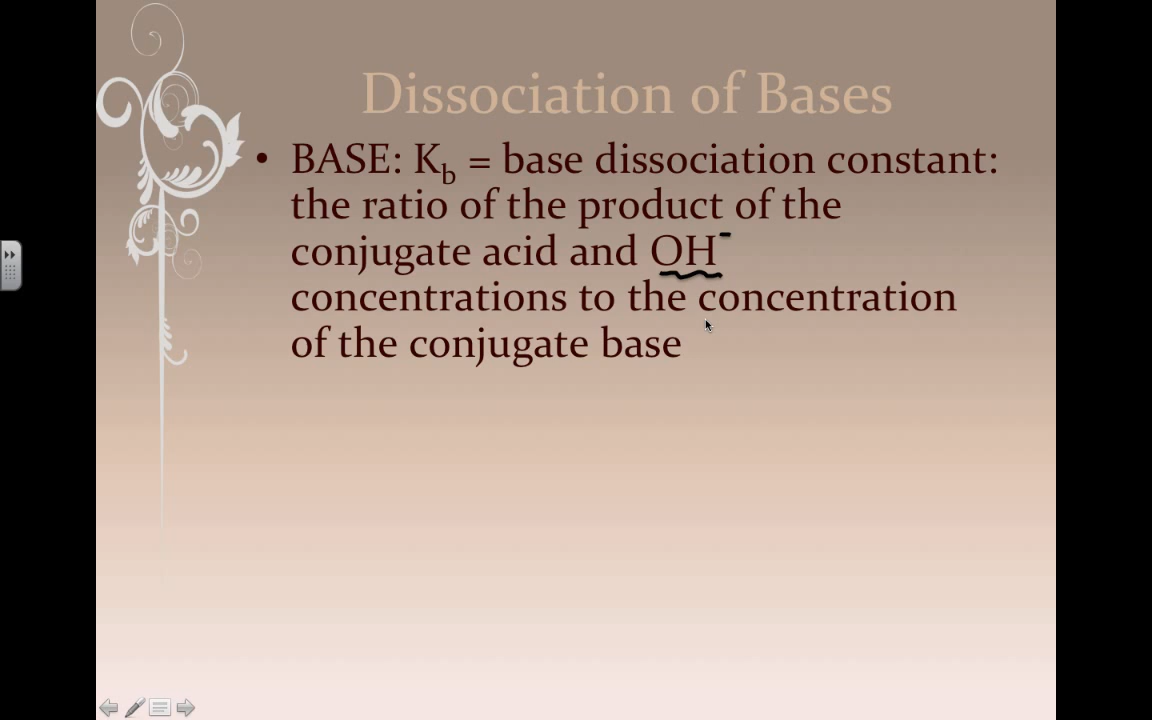 Dissociation of Bases
• BASE: K_b = base dissociation constant:
the ratio of the product of the
conjugate acid and OH⁻
concentrations to the concentration
of the conjugate base